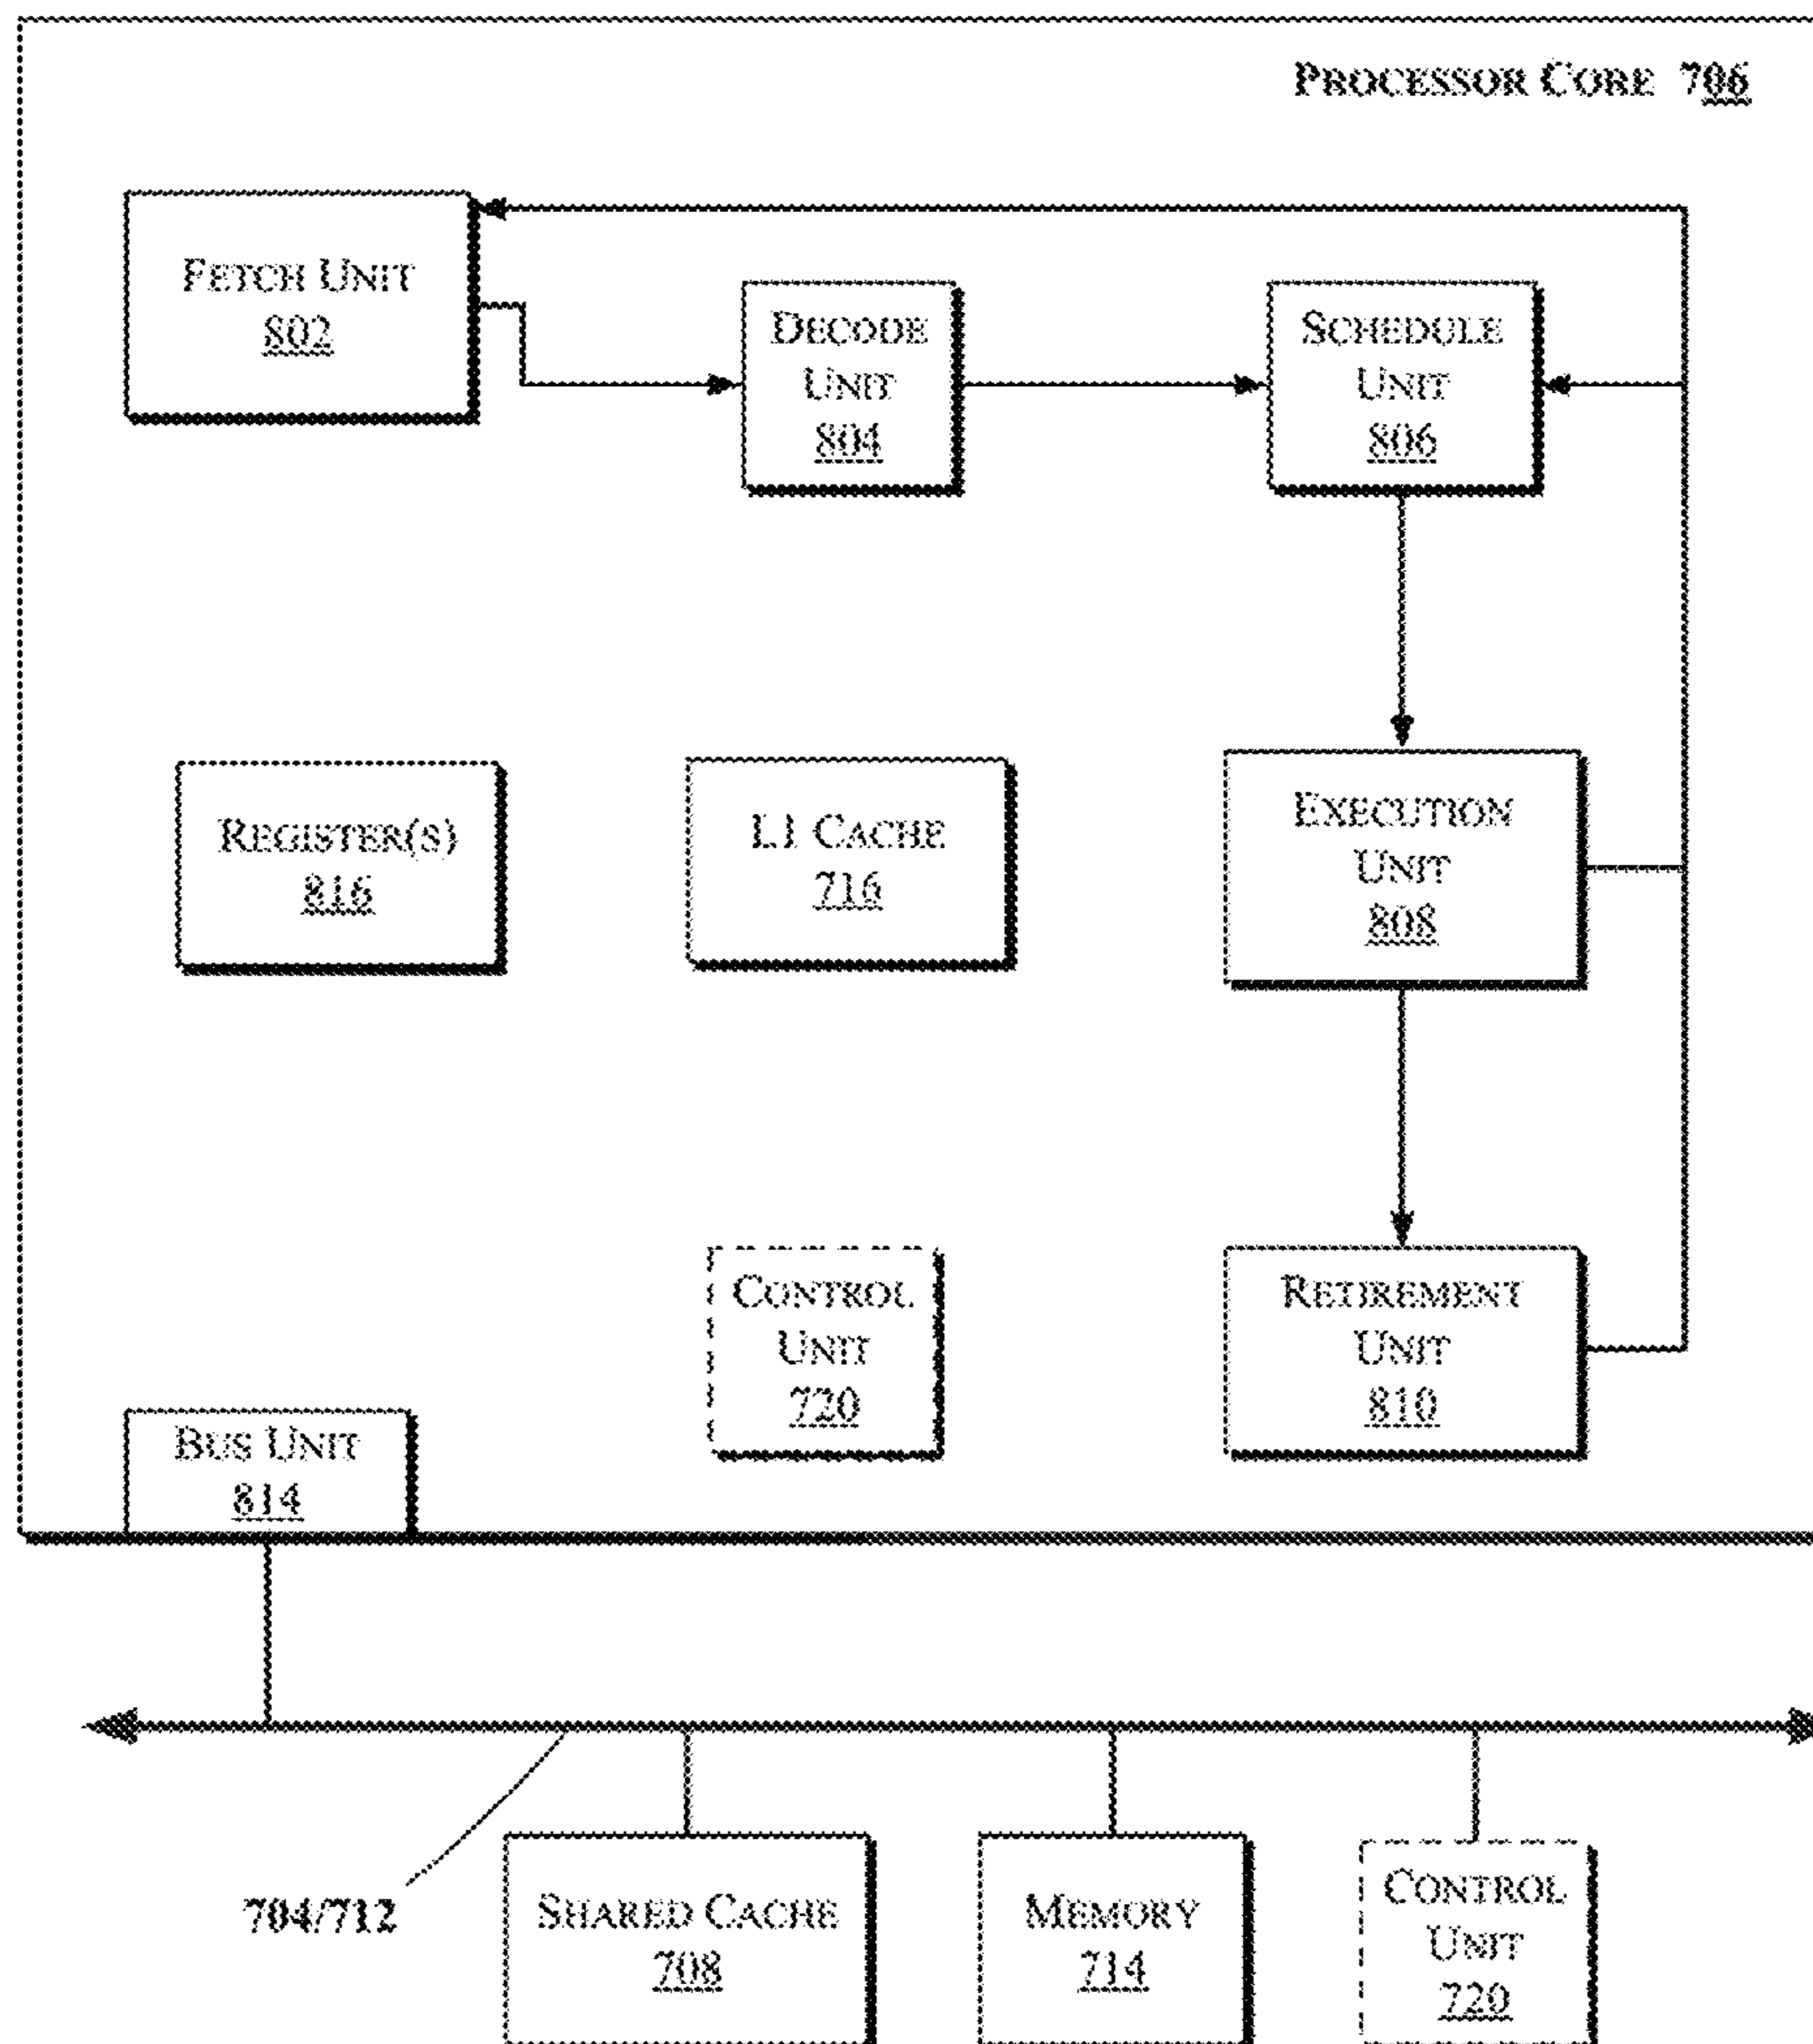 PROCESSOR CORE 706
FETCH UNIT
802
DECODE
UNIT
804
SCHEDULE
UNIT
806
REGISTER(S)
816
L1 CACHE
716
EXECUTION
UNIT
808
CONTROL
UNIT
720
RETIREMENT
UNIT
810
BUS UNIT
814
704/712
SHARED CACHE
708
MEMORY
714
CONTROL
UNIT
720